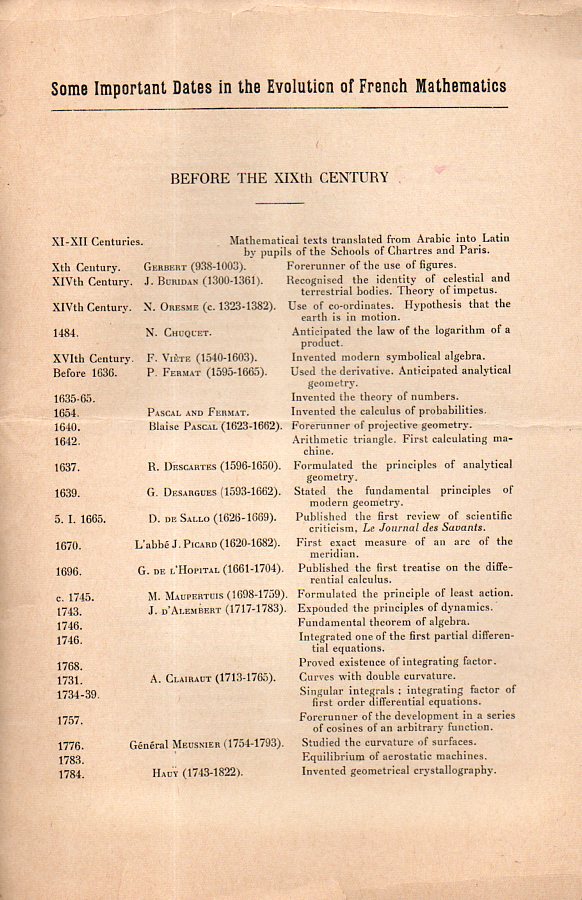 Some Important Dates in the Evolution of French Mathematics
BEFORE THE XIXth CENTURY
XI-XII Centuries. Mathematical texts translated from Arabic into Latin
by pupils of the Schools of Chartres and Paris.
Xth Century. GERBERT (938-1003). Forerunner of the use of figures.
XIVth Century. J. BURIDAN (1300-1361). Recognised the identity of celestial and
terrestrial bodies. Theory of impetus.
XIVth Century. N. ORESME (c. 1323-1382). Use of co-ordinates. Hypothesis that the
earth is in motion.
1484. N. CHUQUET. Anticipated the law of the logarithm of a
product.
XVIth Century. F. VIÈTE (1540-1603). Invented modern symbolical algebra.
Before 1636. P. FERMAT (1595-1665). Used the derivative. Anticipated analytical
geometry.
1635-65. Invented the theory of numbers.
1654. PASCAL AND FERMAT. Invented the calculus of probabilities.
1640. Blaise PASCAL (1623-1662). Forerunner of projective geometry.
1642. Arithmetic triangle. First calculating ma-
chine.
1637. R. DESCARTES (1596-1650). Formulated the principles of analytical
geometry.
1639. G. DESARGUES (1593-1662). Stated the fundamental principles of
modern geometry.
5. I. 1665. D. DE SALLO (1626-1669). Published the first review of scientific
criticism, Le Journal des Savants.
1670. L'abbé J. PICARD (1620-1682). First exact measure of an arc of the
meridian.
1696. G. DE L'HOPITAL (1661-1704). Published the first treatise on the diffe-
rential calculus.
c. 1745. M. MAUPERTUIS (1698-1759). Formulated the principle of least action.
1743. J. D'ALEMBERT (1717-1783). Expouded the principles of dynamics.
1746. Fundamental theorem of algebra.
1746. Integrated one of the first partial differen-
tial equations.
1768. Proved existence of integrating factor.
1731. A. CLAIRAUT (1713-1765). Curves with double curvature.
1734-39. Singular integrals : integrating factor of
first order differential equations.
1757. Forerunner of the development in a series
of cosines of an arbitrary function.
1776. Général MEUSNIER (1754-1793). Studied the curvature of surfaces.
1783. Equilibrium of aerostatic machines.
1784. HAUY (1743-1822). Invented geometrical crystallography.